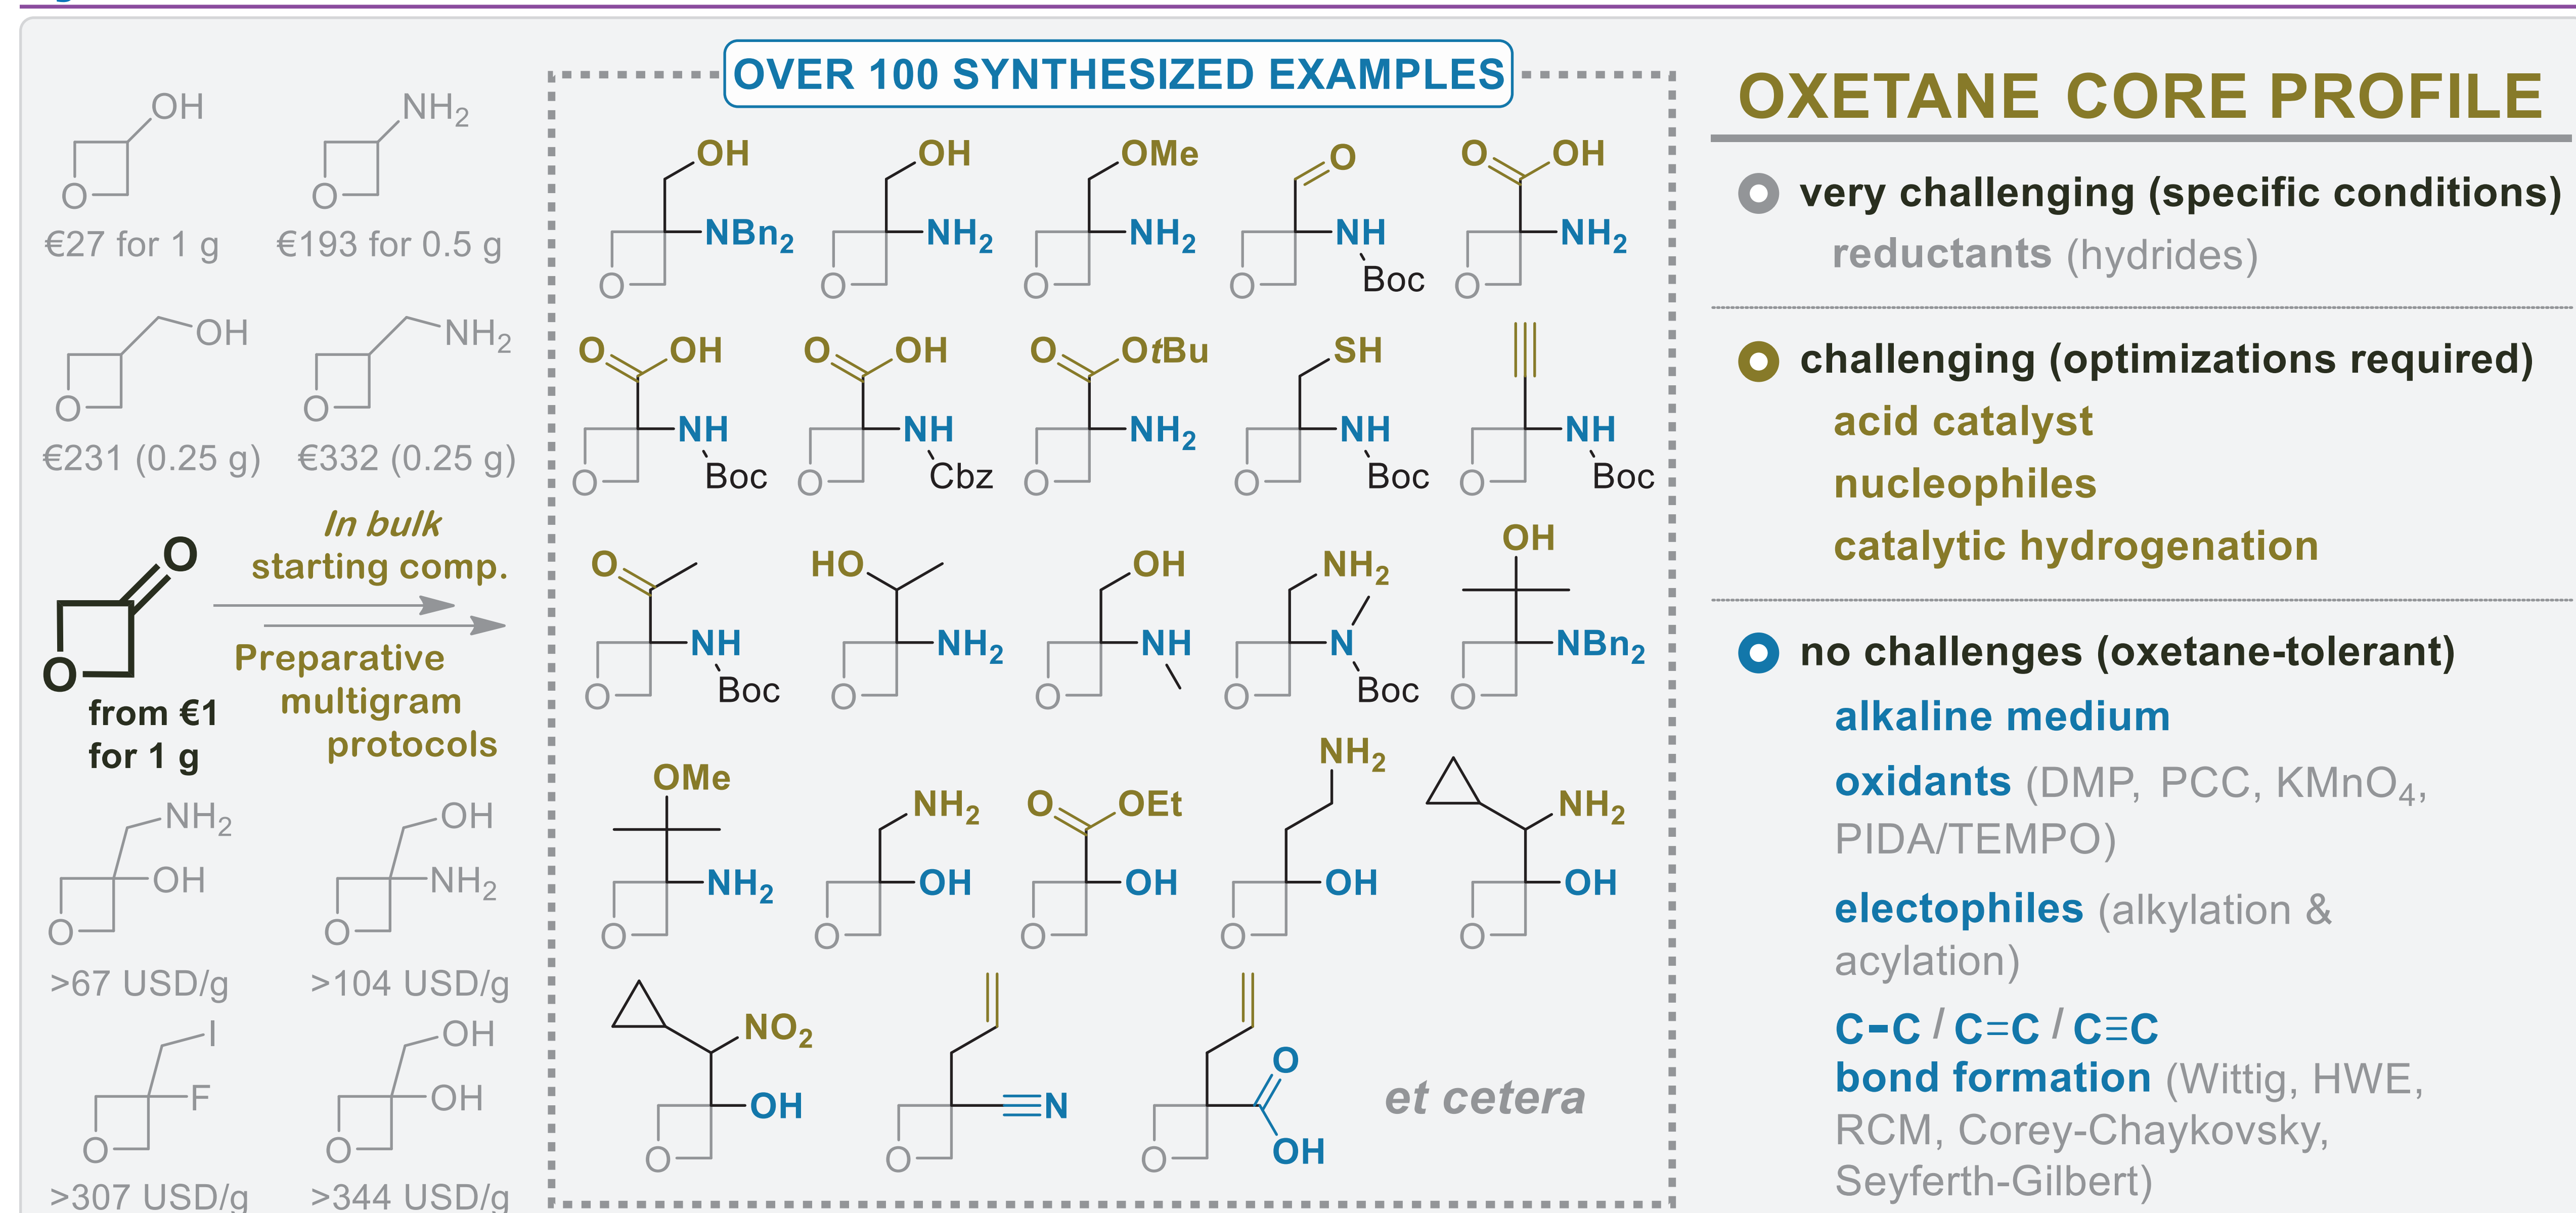 OVER 100 SYNTHESIZED EXAMPLES
OH
O
€27 for 1 g
NH2
O
€193 for 0.5 g
OH
O
€231 (0.25 g)
NH2
O
€332 (0.25 g)
O
O
from €1
for 1 g
In bulk
starting comp.
Preparative
multigram
protocols
NH2
OH
O
>67 USD/g
OH
NH2
O
>104 USD/g
I
F
O
>307 USD/g
OH
OH
O
>344 USD/g
OH
NBn2
O
OH
NH2
O
OMe
NH2
O
O
NH
Boc
O
O OH
NH2
O
O OH
NH
Boc
O
O OH
NH
Cbz
O
O OtBu
NH2
O
SH
NH
Boc
O
NH
Boc
O
O
NH
Boc
O
HO
NH2
O
OH
NH
O
NH2
N
Boc
O
OH
NBn2
O
OMe
NH2
O
NH2
OH
O
O OEt
OH
O
NH2
OH
O
NH2
OH
O
NO2
OH
O
N
O
O
OH
O
et cetera
OXETANE CORE PROFILE
very challenging (specific conditions)
reductants (hydrides)
challenging (optimizations required)
acid catalyst
nucleophiles
catalytic hydrogenation
no challenges (oxetane-tolerant)
alkaline medium
oxidants (DMP, PCC, KMnO4,
PIDA/TEMPO)
electophiles (alkylation &
acylation)
C-C / C=C / C≡C
bond formation (Wittig, HWE,
RCM, Corey-Chaykovsky,
Seyferth-Gilbert)